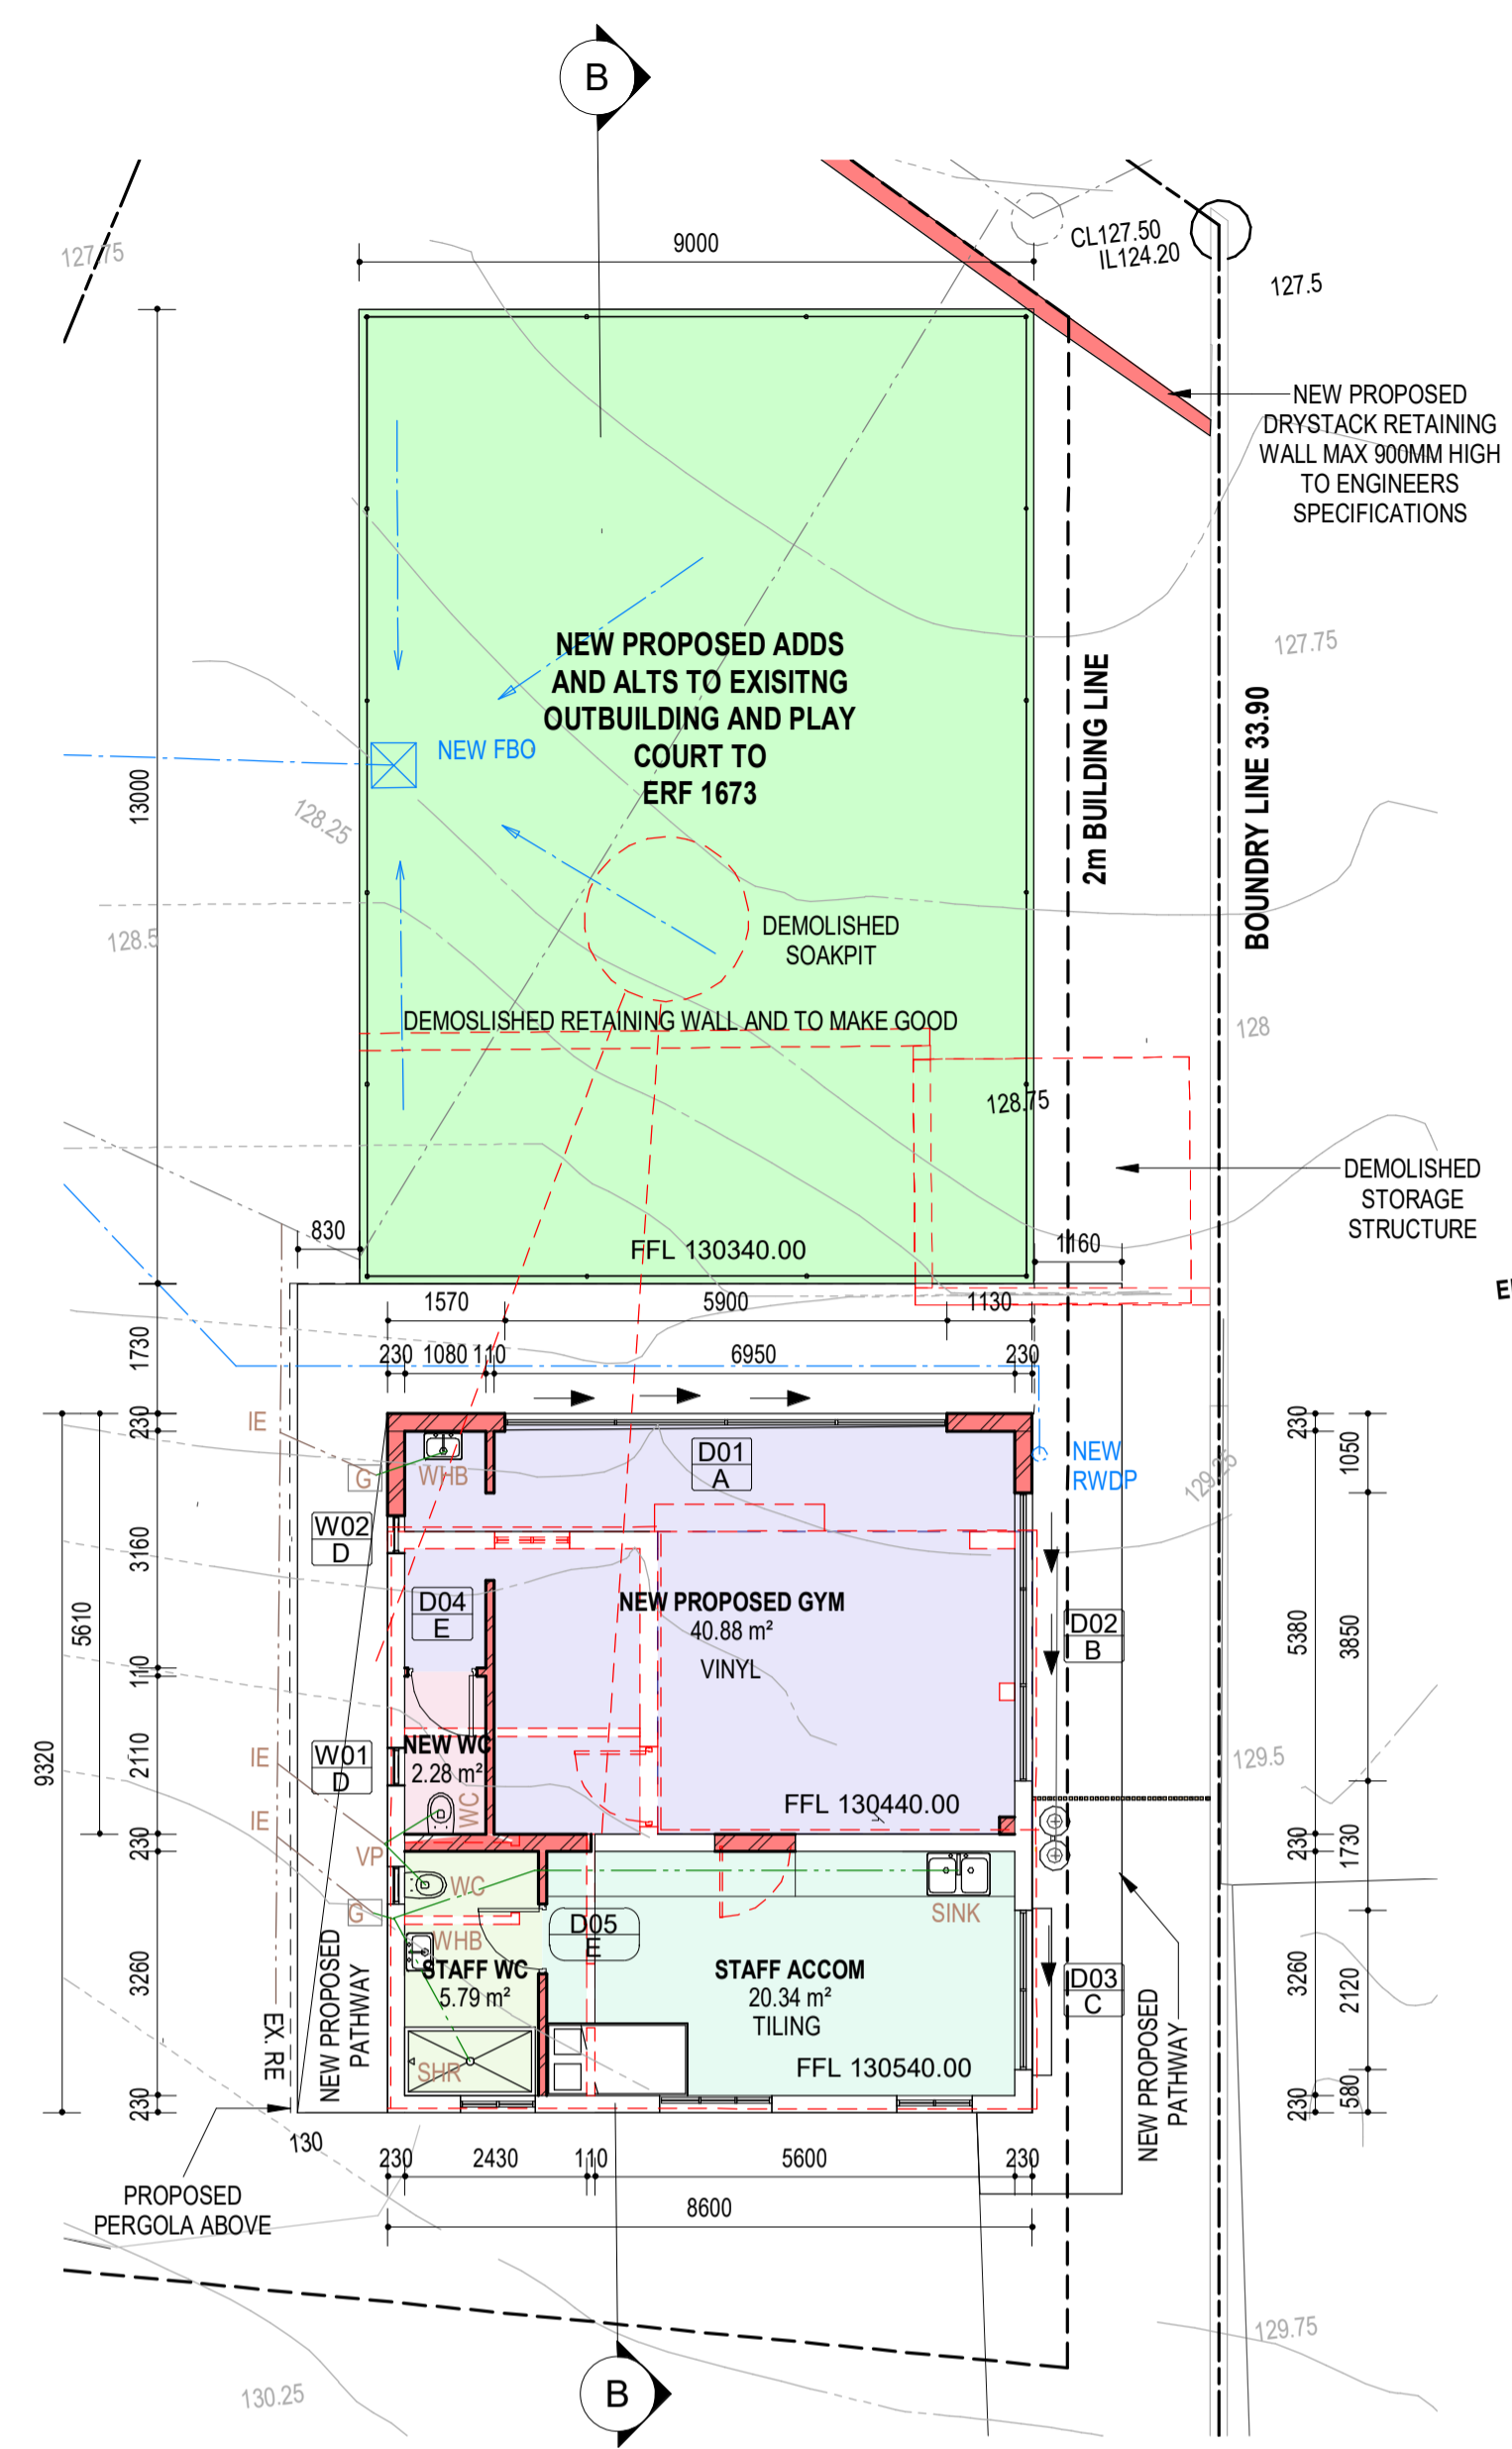 B
127.75
9000
CL127.50
IL124.20
127.5
NEW PROPOSED
DRYSTACK RETAINING
WALL MAX 900MM HIGH
TO ENGINEERS
SPECIFICATIONS
NEW PROPOSED ADDS
AND ALTS TO EXISITNG
OUTBUILDING AND PLAY
COURT TO
ERF 1673
NEW FBO
2m BUILDING LINE
BOUNDRY LINE 33.90
127.75
13000
128.25
128.5
DEMOLISHED
SOAKPIT
DEMOSLISHED RETAINING WALL AND TO MAKE GOOD
128
128.75
DEMOLISHED
STORAGE
STRUCTURE
830
FFL 130340.00
1160
1570
5900
1130
1730
230
1080
110
6950
230
230
IE
G
WHB
D01
A
NEW
RWDP
129.25
230
1050
W02
D
3160
5610
D04
E
NEW PROPOSED GYM
40.88 m²
VINYL
D02
B
5380
3850
110
9320
2110
IE
W01
D
NEW WC
2.28 m²
WC
FFL 130440.00
129.5
IE
VP
230
230
1730
G
WC
WHB
D05
E
SINK
STAFF WC
5.79 m²
STAFF ACCOM
20.34 m²
TILING
D03
C
3260
3260
2120
EX. RE
NEW PROPOSED
PATHWAY
SHR
FFL 130540.00
NEW PROPOSED
PATHWAY
230
230
580
130
230
2430
110
5600
230
PROPOSED
PERGOLA ABOVE
8600
129.75
130.25
B